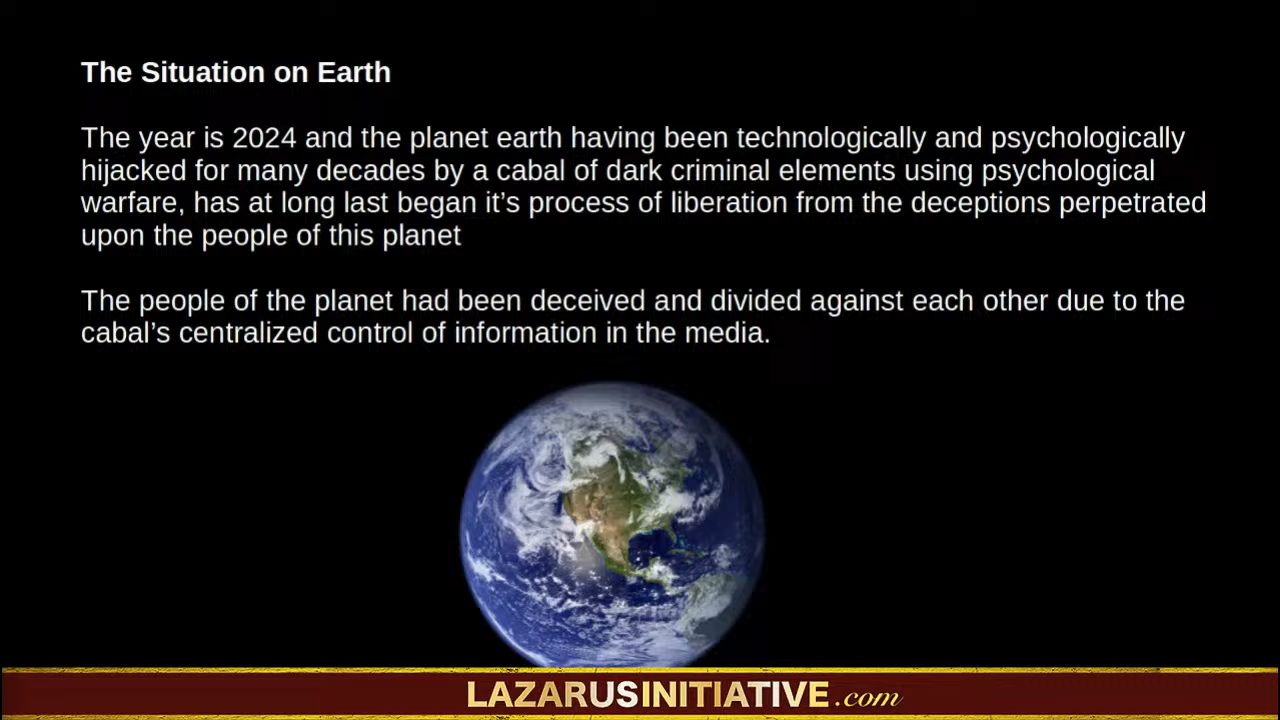 The Situation on Earth
The year is 2024 and the planet earth having been technologically and psychologically
hijacked for many decades by a cabal of dark criminal elements using psychological
warfare, has at long last began it’s process of liberation from the deceptions perpetrated
upon the people of this planet
The people of the planet had been deceived and divided against each other due to the
cabal’s centralized control of information in the media.
LAZARUSINITIATIVE.com